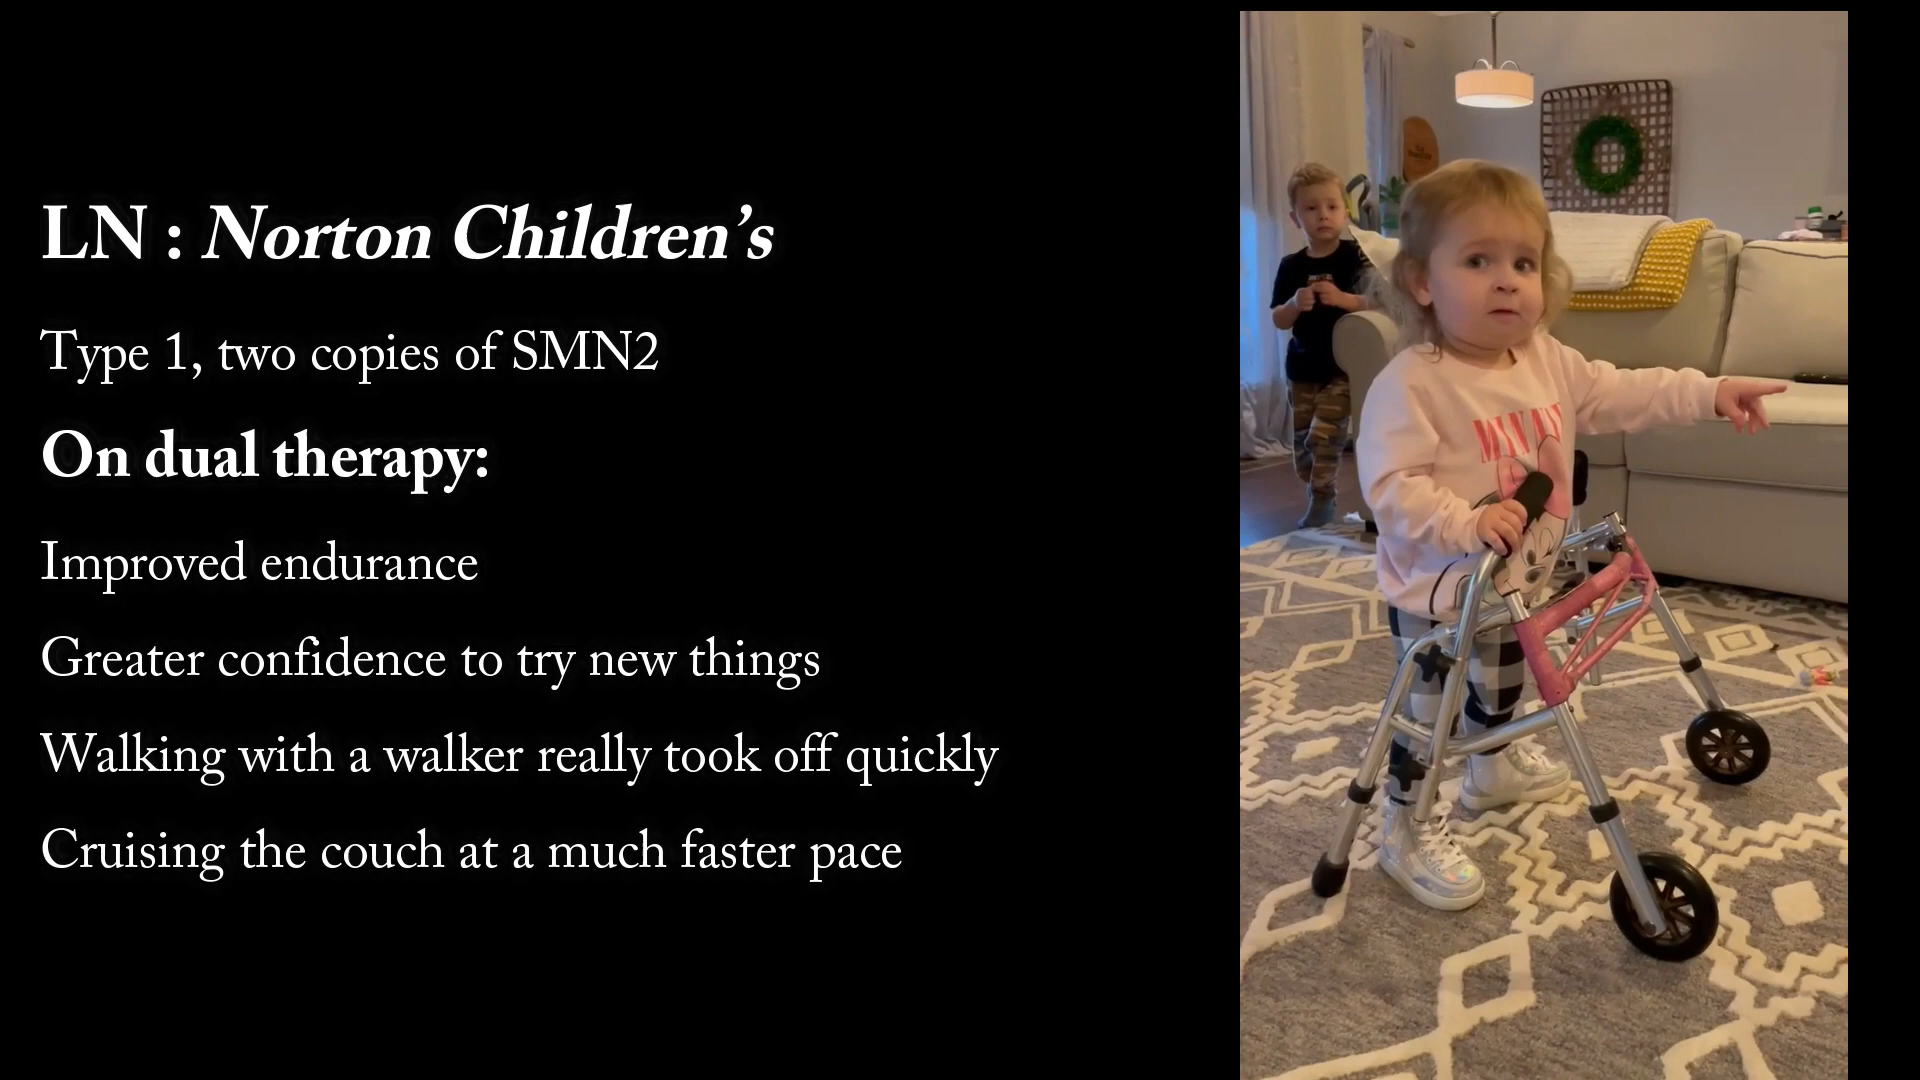 LN : Norton Children’s
Type 1, two copies of SMN2
On dual therapy:
Improved endurance
Greater confidence to try new things
Walking with a walker really took off quickly
Cruising the couch at a much faster pace